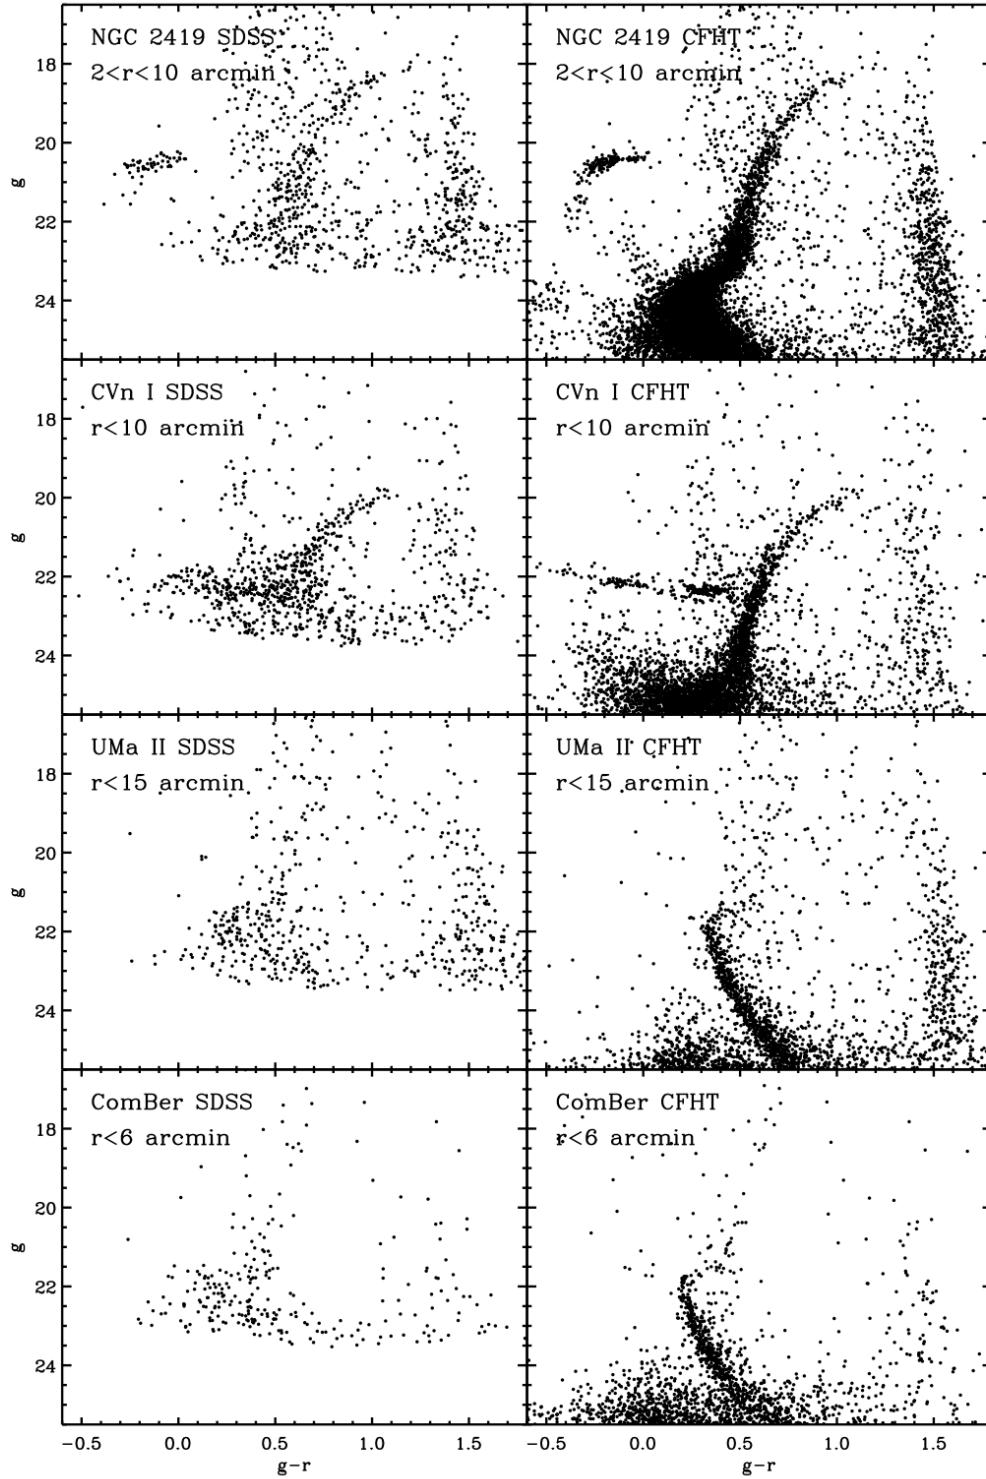 NGC 2419 SDSS
2<r<10 arcmin
NGC 2419 CFHT
2<r<10 arcmin
18
20
22
24
g
CVn I SDSS
r<10 arcmin
CVn I CFHT
r<10 arcmin
18
20
22
24
g
UMa II SDSS
r<15 arcmin
UMa II CFHT
r<15 arcmin
18
20
22
24
g
ComBer SDSS
r<6 arcmin
ComBer CFHT
r<6 arcmin
18
20
22
24
g
−0.5 0.0 0.5 1.0 1.5 −0.5 0.0 0.5 1.0 1.5
g−r g−r